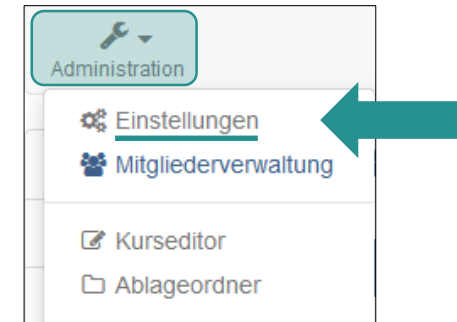 Administration
Einstellungen
Mitgliederverwaltung
Kurseditor
Ablageordner